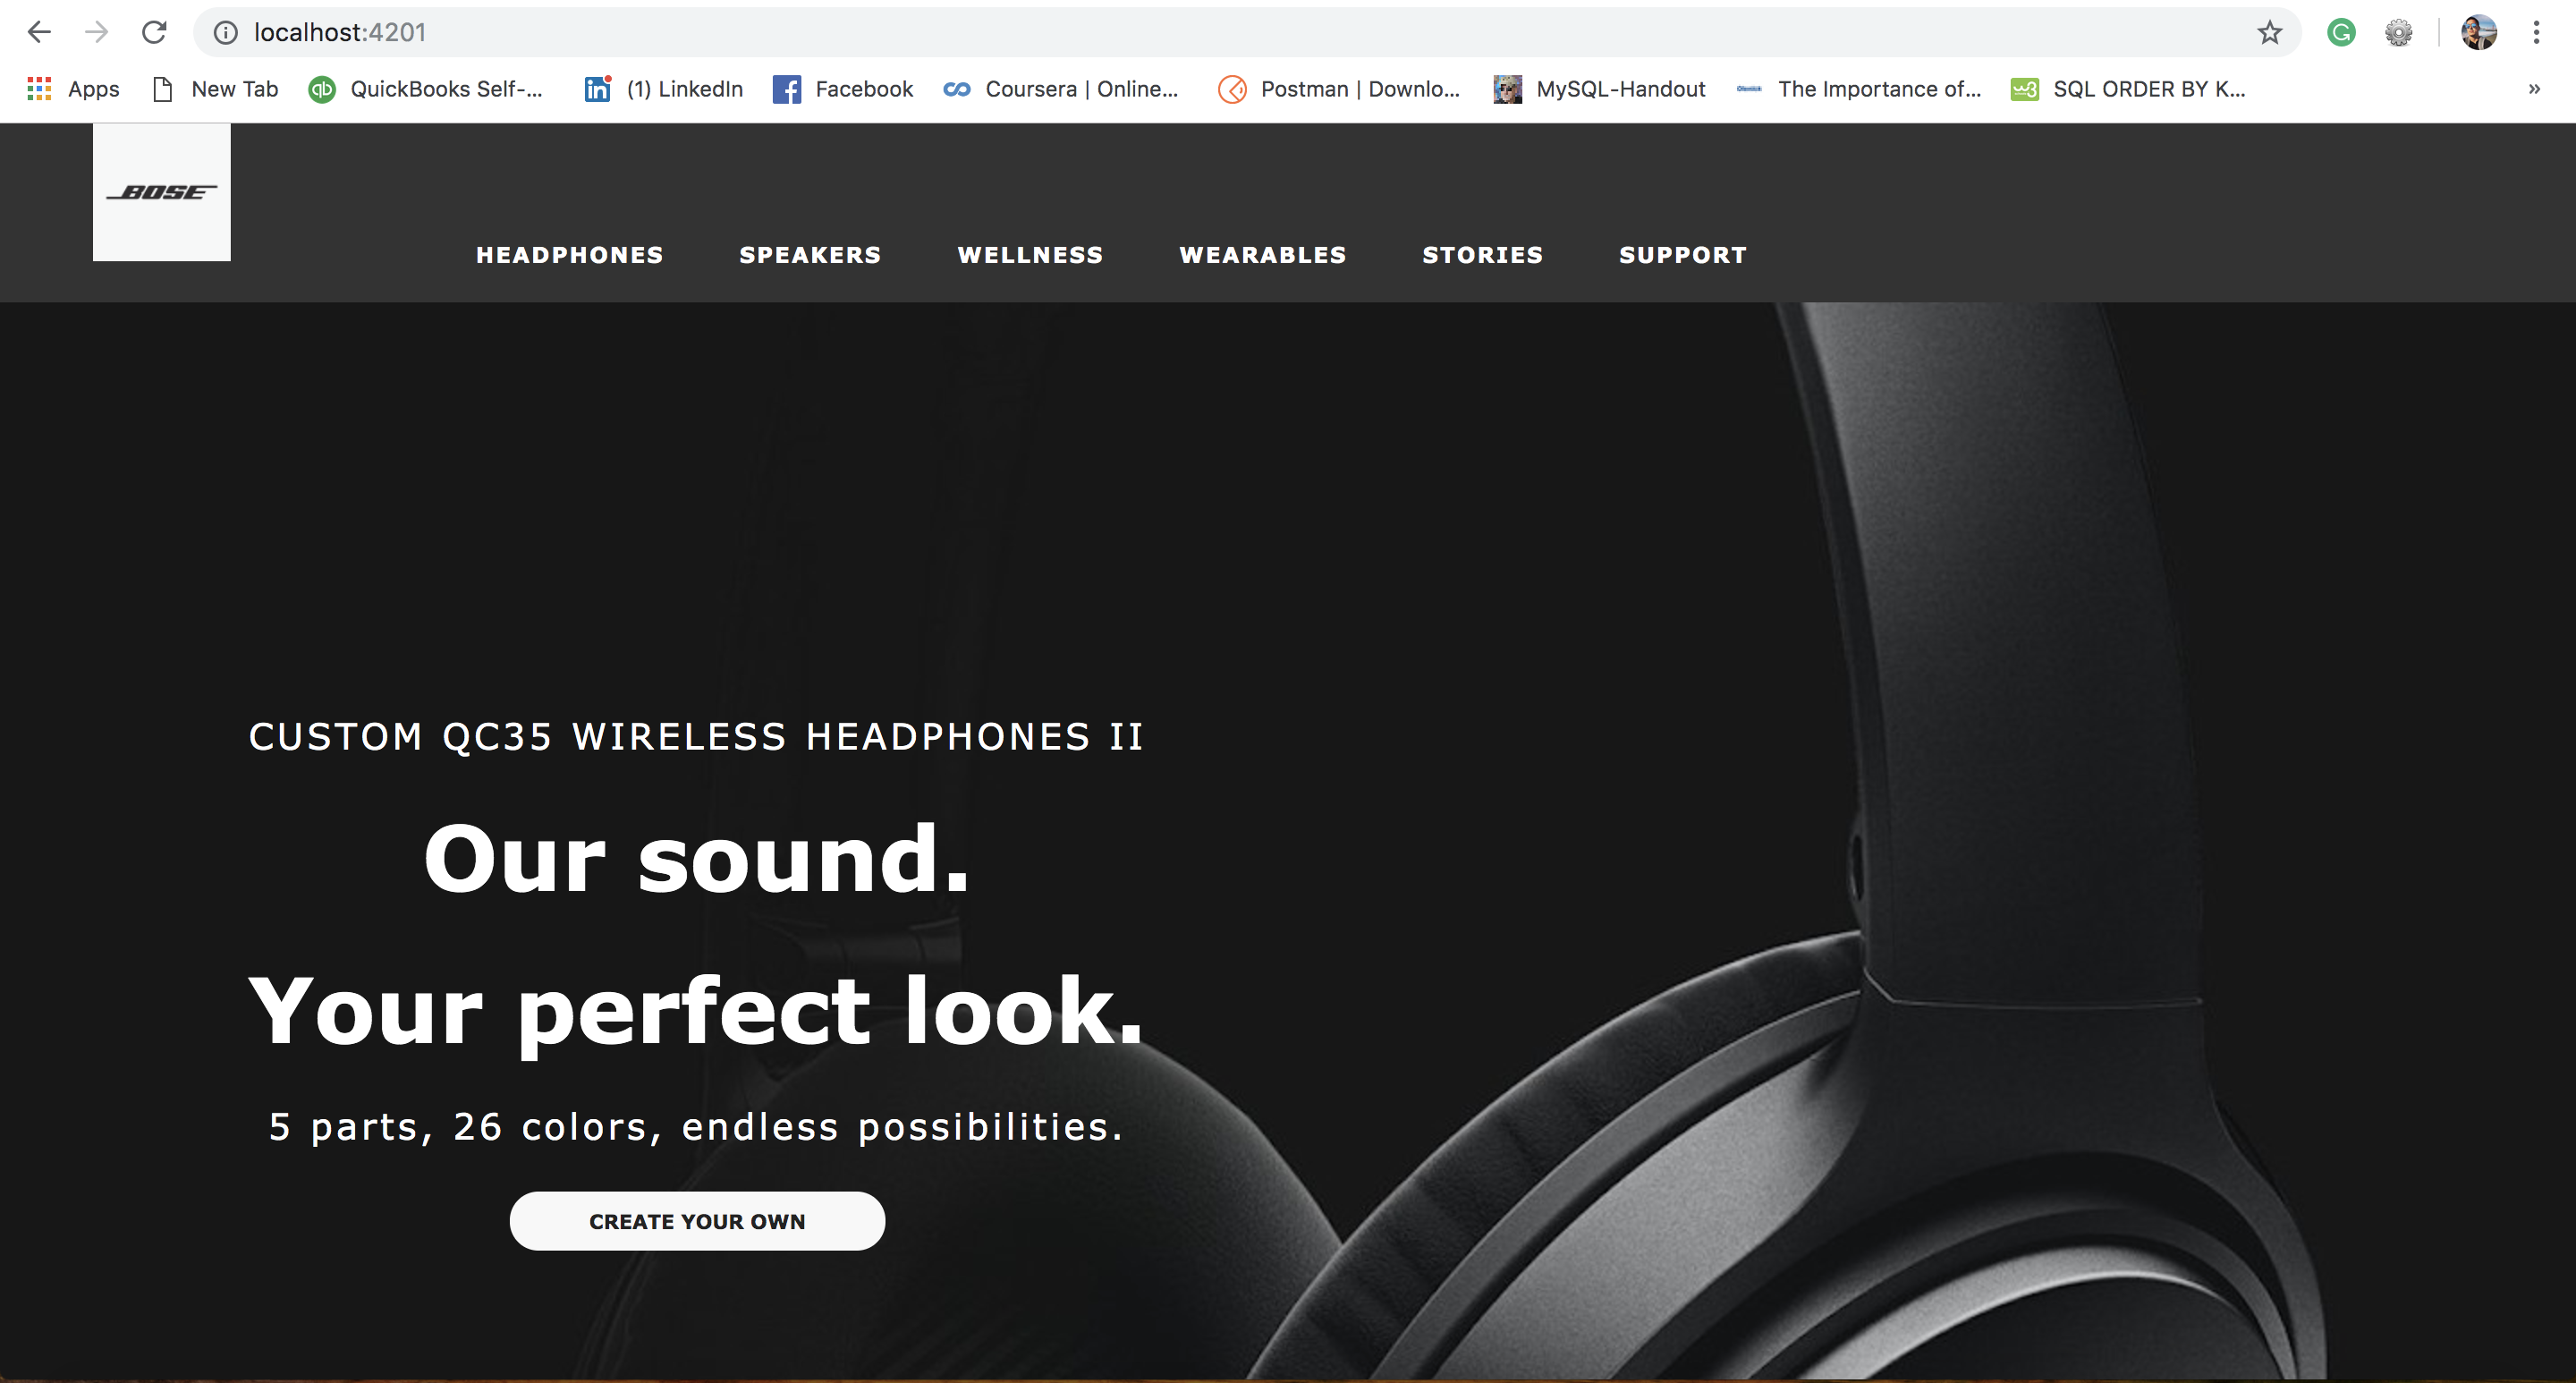 localhost:4201
Apps New Tab QuickBooks Self-... (1) LinkedIn Facebook Coursera | Online... Postman | Downlo... MySQL-Handout The Importance of... SQL ORDER BY K... »
BOSE
HEADPHONES SPEAKERS WELLNESS WEARABLES STORIES SUPPORT
CUSTOM QC35 WIRELESS HEADPHONES II
Our sound.
Your perfect look.
5 parts, 26 colors, endless possibilities.
CREATE YOUR OWN